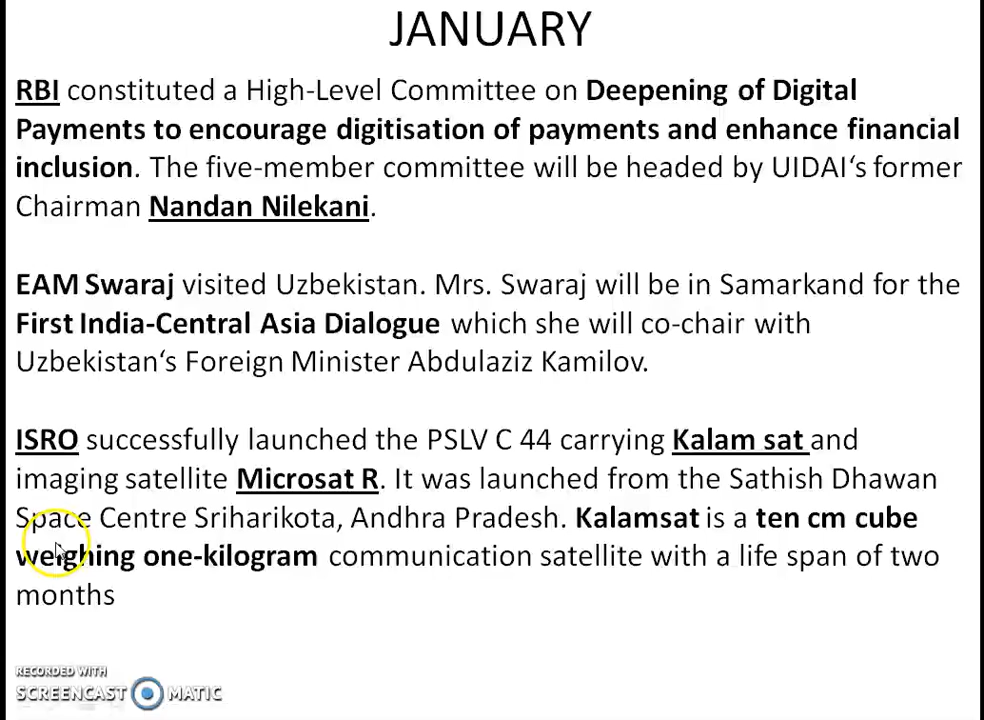 JANUARY
RBI constituted a High-Level Committee on Deepening of Digital
Payments to encourage digitisation of payments and enhance financial
inclusion. The five-member committee will be headed by UIDAI‘s former
Chairman Nandan Nilekani.
EAM Swaraj visited Uzbekistan. Mrs. Swaraj will be in Samarkand for the
First India-Central Asia Dialogue which she will co-chair with
Uzbekistan‘s Foreign Minister Abdulaziz Kamilov.
ISRO successfully launched the PSLV C 44 carrying Kalam sat and
imaging satellite Microsat R. It was launched from the Sathish Dhawan
Space Centre Sriharikota, Andhra Pradesh. Kalamsat is a ten cm cube
weighing one-kilogram communication satellite with a life span of two
months
RECORDED WITH
SCREENCAST MATIC